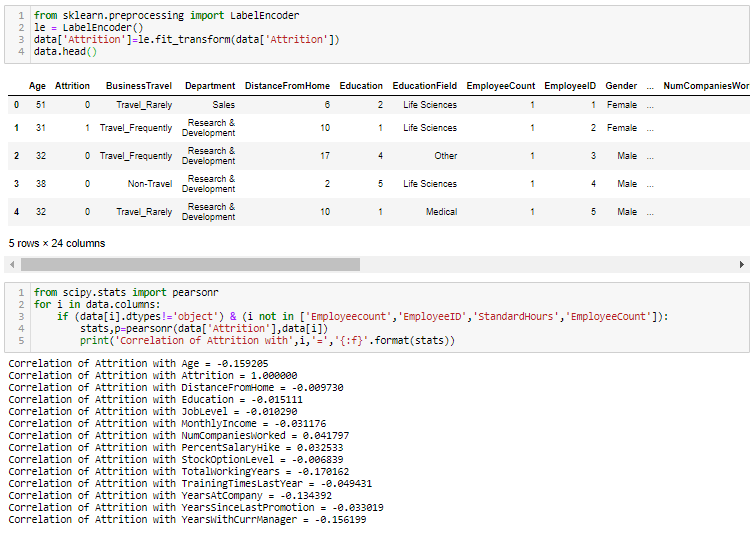 1 from sklearn.preprocessing import LabelEncoder
2 le = LabelEncoder()
3 data['Attrition']=le.fit_transform(data['Attrition'])
4 data.head()
Age Attrition BusinessTravel Department DistanceFromHome Education EducationField EmployeeCount EmployeeID Gender ... NumCompaniesWor
0 51 0 Travel_Rarely Sales 6 2 Life Sciences 1 1 Female ...
1 31 1 Travel_Frequently Research & Development 10 1 Life Sciences 1 2 Female ...
2 32 0 Travel_Frequently Research & Development 17 4 Other 1 3 Male ...
3 38 0 Non-Travel Research & Development 2 5 Life Sciences 1 4 Male ...
4 32 0 Travel_Rarely Research & Development 10 1 Medical 1 5 Male ...
5 rows × 24 columns
1 from scipy.stats import pearsonr
2 for i in data.columns:
3 if (data[i].dtypes!='object') & (i not in ['Employeecount','EmployeeID','StandardHours','EmployeeCount']):
4 stats,p=pearsonr(data['Attrition'],data[i])
5 print('Correlation of Attrition with',i,'=','{:f}'.format(stats))
Correlation of Attrition with Age = -0.159205
Correlation of Attrition with Attrition = 1.000000
Correlation of Attrition with DistanceFromHome = -0.009730
Correlation of Attrition with Education = -0.015111
Correlation of Attrition with JobLevel = -0.010290
Correlation of Attrition with MonthlyIncome = -0.031176
Correlation of Attrition with NumCompaniesWorked = 0.041797
Correlation of Attrition with PercentSalaryHike = 0.032533
Correlation of Attrition with StockOptionLevel = -0.006839
Correlation of Attrition with TotalWorkingYears = -0.170162
Correlation of Attrition with TrainingTimesLastYear = -0.049431
Correlation of Attrition with YearsAtCompany = -0.134392
Correlation of Attrition with YearsSinceLastPromotion = -0.033019
Correlation of Attrition with YearsWithCurrManager = -0.156199